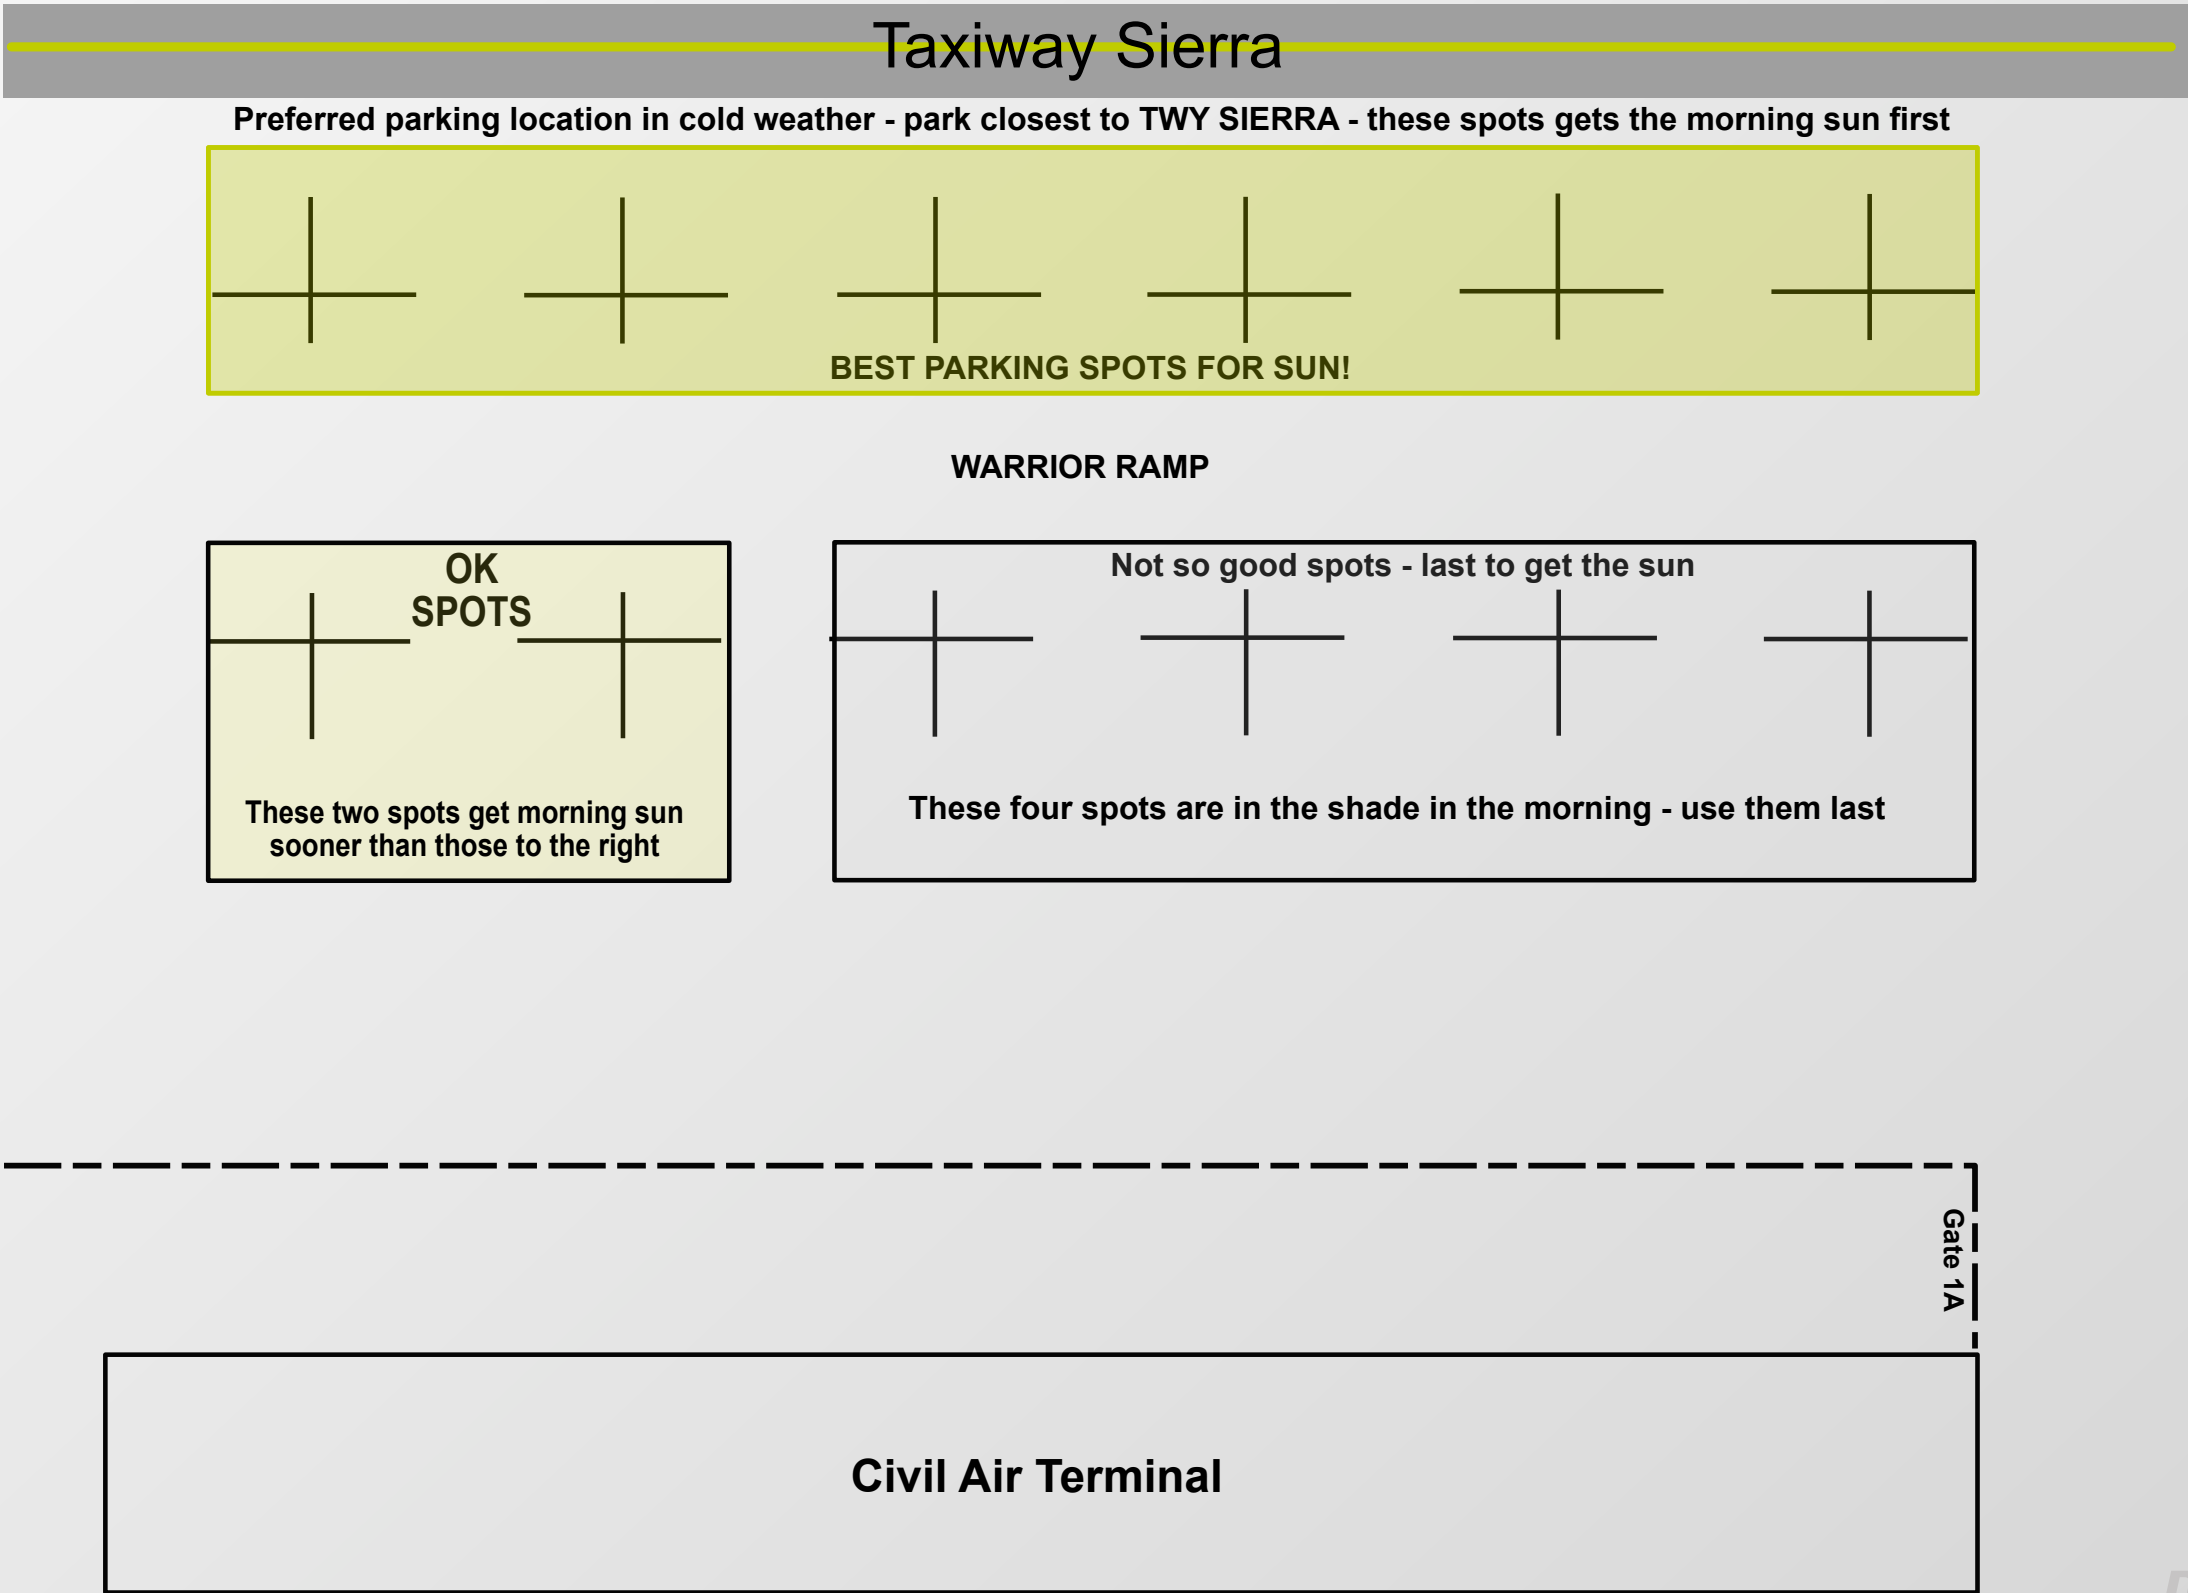 Taxiway Sierra
Preferred parking location in cold weather - park closest to TWY SIERRA - these spots gets the morning sun first
BEST PARKING SPOTS FOR SUN!
WARRIOR RAMP
OK
SPOTS
These two spots get morning sun
sooner than those to the right
Not so good spots - last to get the sun
These four spots are in the shade in the morning - use them last
Gate 1A
Civil Air Terminal